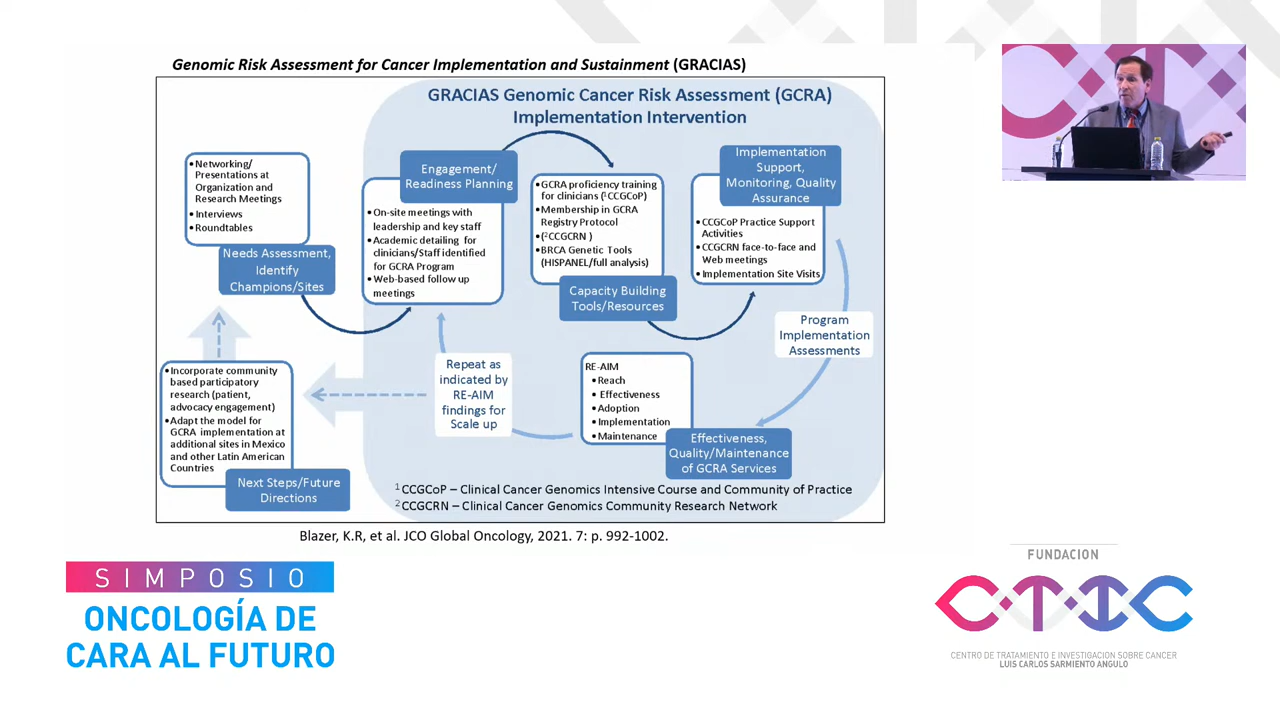 Genomic Risk Assessment for Cancer Implementation and Sustainment (GRACIAS)
GRACIAS Genomic Cancer Risk Assessment (GCRA)
Implementation Intervention
• Networking/
Presentations at
Organization and
Research Meetings
• Interviews
• Roundtables
Needs Assessment,
Identify
Champions/Sites
Engagement/
Readiness Planning
• On-site meetings with
leadership and key staff
• Academic detailing for
clinicians/Staff identified
for GCRA Program
• Web-based follow up
meetings
• GCRA proficiency training
for clinicians (1CCGCoP)
• Membership in GCRA
Registry Protocol
• (2CCGCRN )
• BRCA Genetic Tools
(HISPANEL/full analysis)
Capacity Building
Tools/Resources
Implementation
Support,
Monitoring, Quality
Assurance
• CCGCoP Practice Support
Activities
• CCGCRN face-to-face and
Web meetings
• Implementation Site Visits
Program
Implementation
Assessments
RE-AIM
• Reach
• Effectiveness
• Adoption
• Implementation
• Maintenance
Effectiveness,
Quality/Maintenance
of GCRA Services
Repeat as
indicated by
RE-AIM
findings for
Scale up
• Incorporate community
based participatory
research (patient,
advocacy engagement)
• Adapt the model for
GCRA implementation at
additional sites in Mexico
and other Latin American
Countries
Next Steps/Future
Directions
1 CCGCoP – Clinical Cancer Genomics Intensive Course and Community of Practice
2 CCGCRN – Clinical Cancer Genomics Community Research Network
Blazer, K.R, et al. JCO Global Oncology, 2021. 7: p. 992-1002.
SIMPOSIO
ONCOLOGÍA DE
CARA AL FUTURO
FUNDACION
CTIC
CENTRO DE TRATAMIENTO E INVESTIGACION SOBRE CANCER
LUIS CARLOS SARMIENTO ANGULO